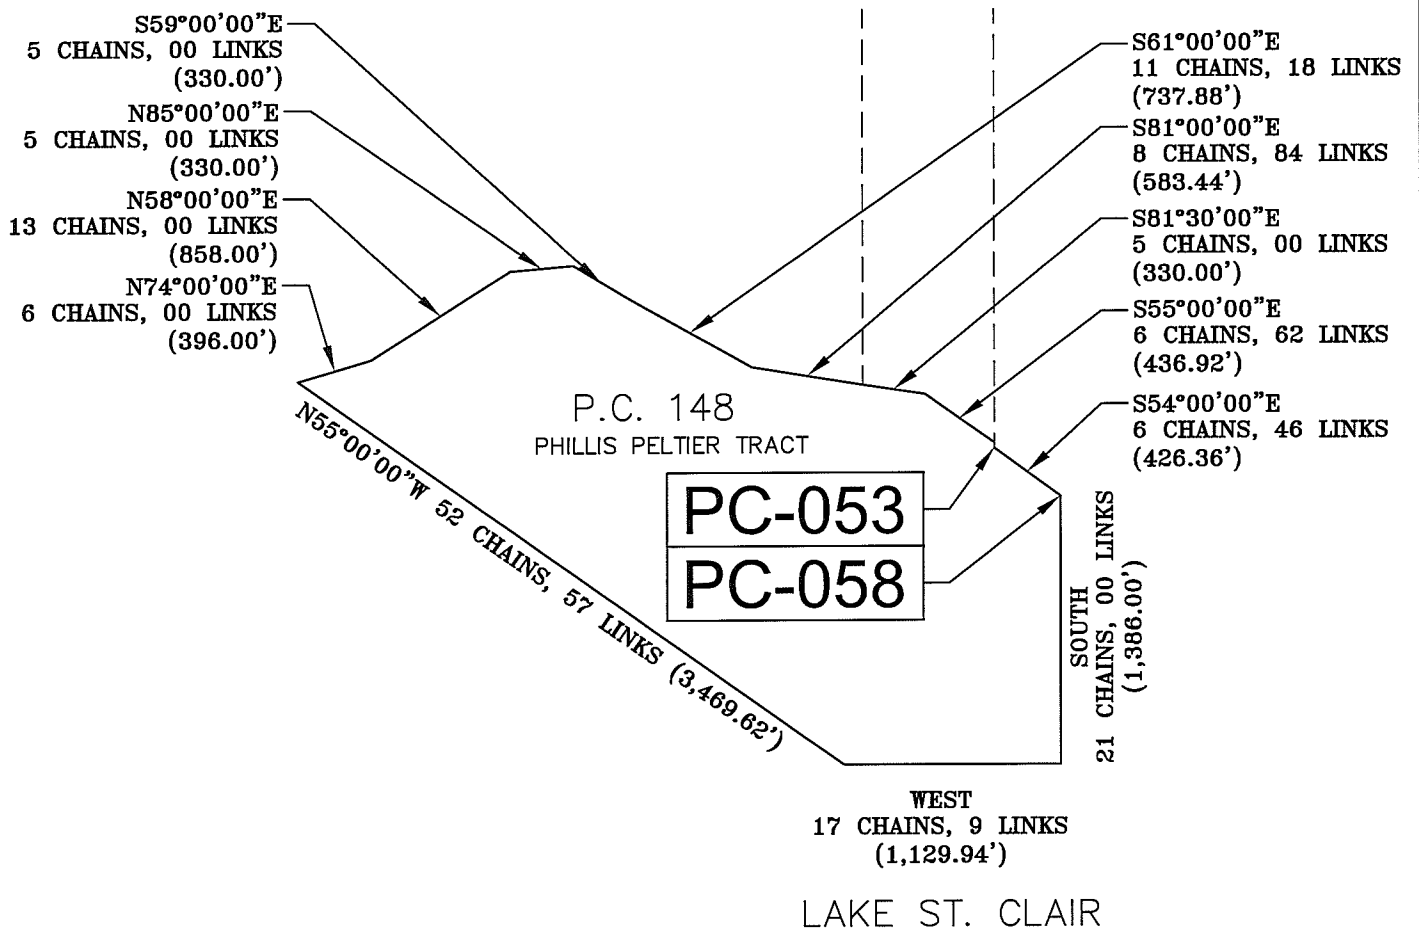 S59°00'00"E
5 CHAINS, 00 LINKS
(330.00')
N85°00'00"E
5 CHAINS, 00 LINKS
(330.00')
N58°00'00"E
13 CHAINS, 00 LINKS
(858.00')
N74°00'00"E
6 CHAINS, 00 LINKS
(396.00')
S61°00'00"E
11 CHAINS, 18 LINKS
(737.88')
S81°00'00"E
8 CHAINS, 84 LINKS
(583.44')
S81°30'00"E
5 CHAINS, 00 LINKS
(330.00')
S55°00'00"E
6 CHAINS, 62 LINKS
(436.92')
S54°00'00"E
6 CHAINS, 46 LINKS
(426.36')
P.C. 148
PHILLIS PELTIER TRACT
PC-053
PC-058
N55°00'00"W 52 CHAINS, 57 LINKS (3,469.62')
SOUTH
21 CHAINS, 00 LINKS
(1,386.00')
WEST
17 CHAINS, 9 LINKS
(1,129.94')
LAKE ST. CLAIR